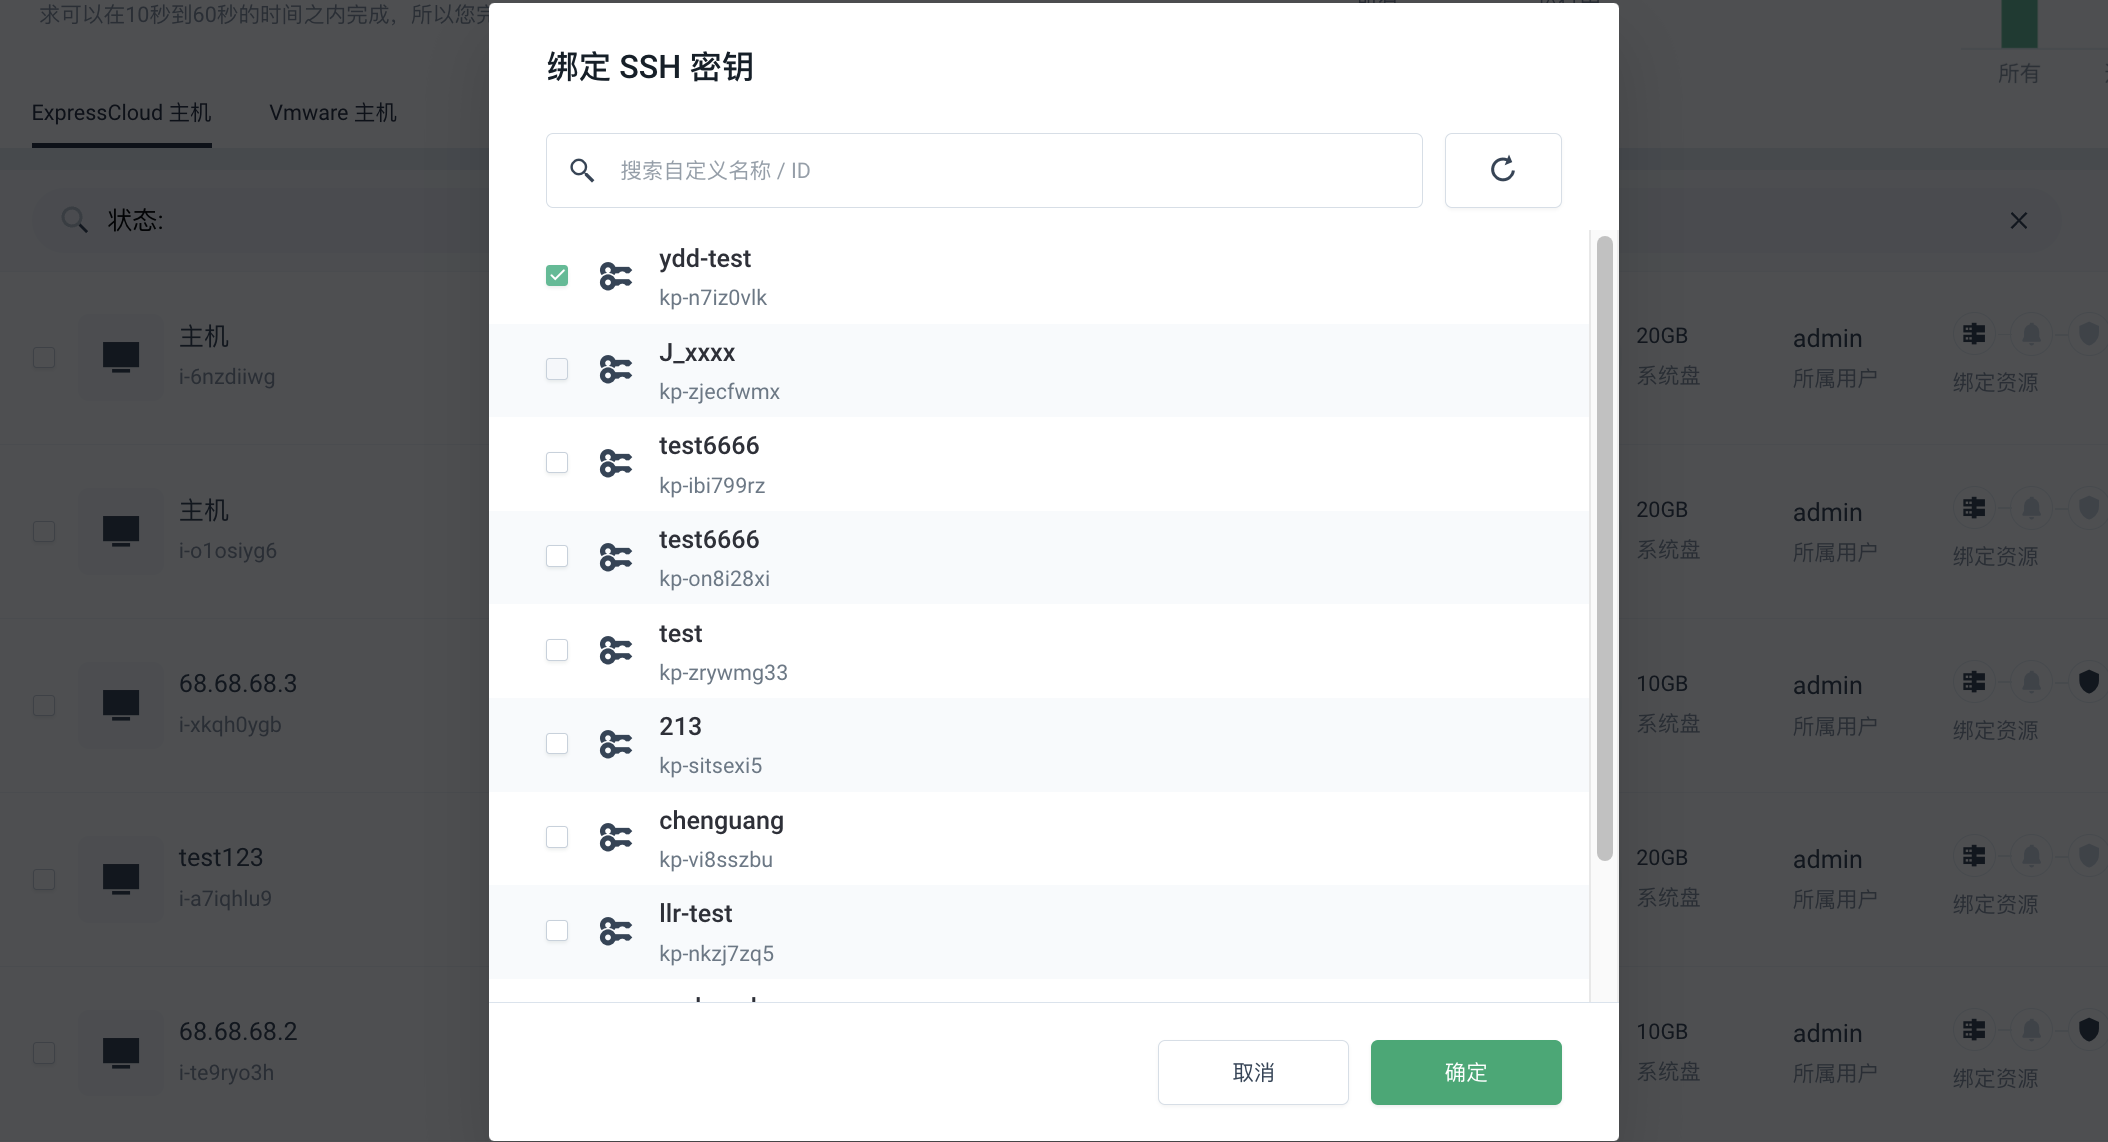 求可以在10秒到60秒的时间之内完成，所以您完
ExpressCloud 主机
Vmware 主机
所有
状态:
主机
i-6nzdiiwg
20GB
系统盘
admin
所属用户
绑定资源
主机
i-o1osiyg6
20GB
系统盘
admin
所属用户
绑定资源
68.68.68.3
i-xkqh0ygb
10GB
系统盘
admin
所属用户
绑定资源
test123
i-a7iqhlu9
20GB
系统盘
admin
所属用户
绑定资源
68.68.68.2
i-te9ryo3h
10GB
系统盘
admin
所属用户
绑定资源
绑定 SSH 密钥
搜索自定义名称 / ID
ydd-test
kp-n7iz0vlk
J_xxxx
kp-zjecfwmx
test6666
kp-ibi799rz
test6666
kp-on8i28xi
test
kp-zrywmg33
213
kp-sitsexi5
chenguang
kp-vi8sszbu
llr-test
kp-nkzj7zq5
取消
确定